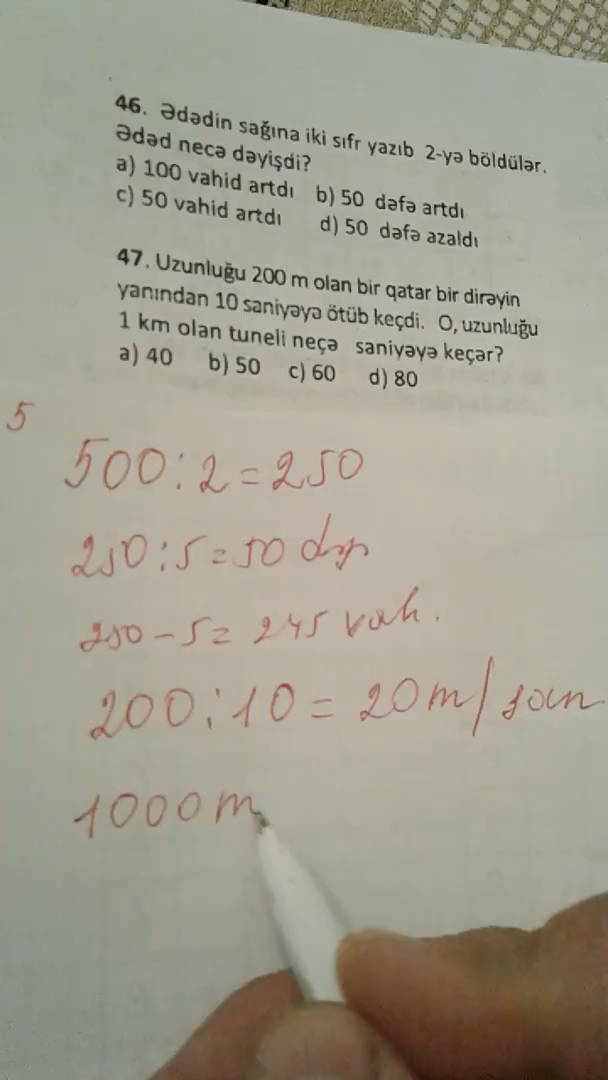 46. Ədədin sağına iki sıfr yazıb 2-yə böldülər.
Ədəd necə dəyişdi?
a) 100 vahid artdı b) 50 dəfə artdı
c) 50 vahid artdı d) 50 dəfə azaldı
47. Uzunluğu 200 m olan bir qatar bir dirəyin
yanından 10 saniyəyə ötüb keçdi. O, uzunluğu
1 km olan tuneli neçə saniyəyə keçər?
a) 40 b) 50 c) 60 d) 80
5
500:2=250
250:5=50
250-5=245 vah.
200:10=20m/san
1000m